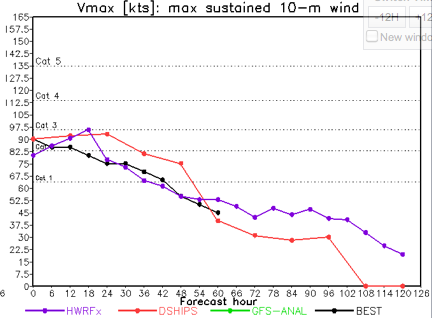 Vmax [kts]: max sustained 10-m wind
-12H
New windo
165
157.5
150
142.5
135
127.5
120
112.5
105
97.5
90
82.5
75
67.5
60
52.5
45
37.5
30
22.5
15
7.5
0
Cat 5
Cat 4
Cat 3
Cat 1
6 0 6 12 18 24 30 36 42 48 54 60 66 72 78 84 90 96 102 108 114 120 126
Forecast hour
HWRFx DSHIPS GFS-ANAL BEST